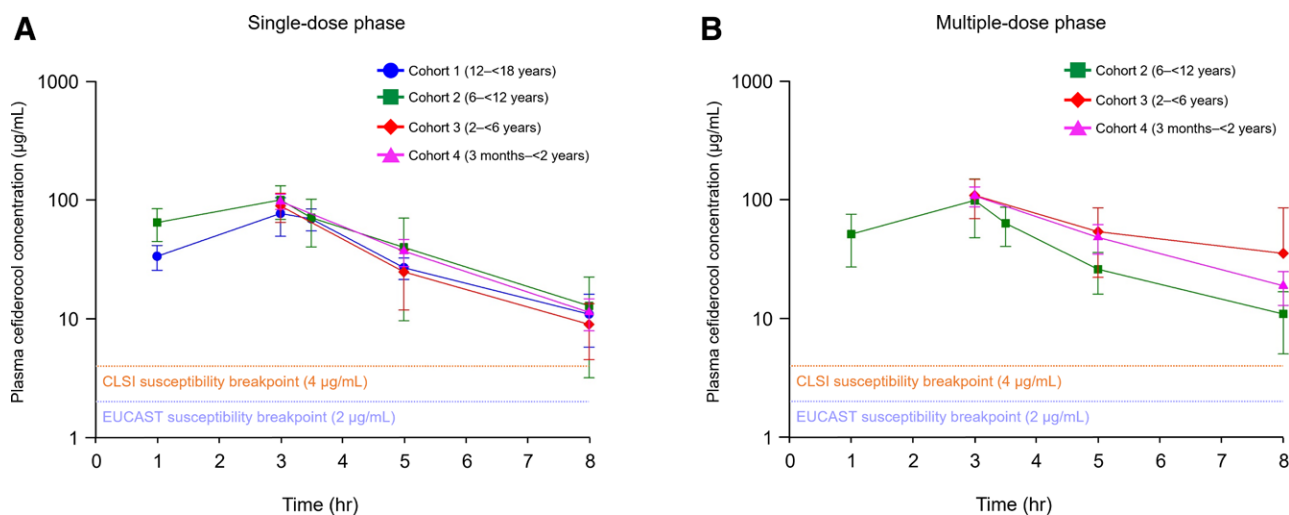 A
Single-dose phase
Cohort 1 (12–<18 years)
Cohort 2 (6–<12 years)
Cohort 3 (2–<6 years)
Cohort 4 (3 months–<2 years)
Plasma cefiderocol concentration (µg/mL)
1000
100
10
1
CLSI susceptibility breakpoint (4 µg/mL)
EUCAST susceptibility breakpoint (2 µg/mL)
0 1 2 3 4 5 6 7 8
Time (hr)
B
Multiple-dose phase
Cohort 2 (6–<12 years)
Cohort 3 (2–<6 years)
Cohort 4 (3 months–<2 years)
Plasma cefiderocol concentration (µg/mL)
1000
100
10
1
CLSI susceptibility breakpoint (4 µg/mL)
EUCAST susceptibility breakpoint (2 µg/mL)
0 1 2 3 4 5 6 7 8
Time (hr)